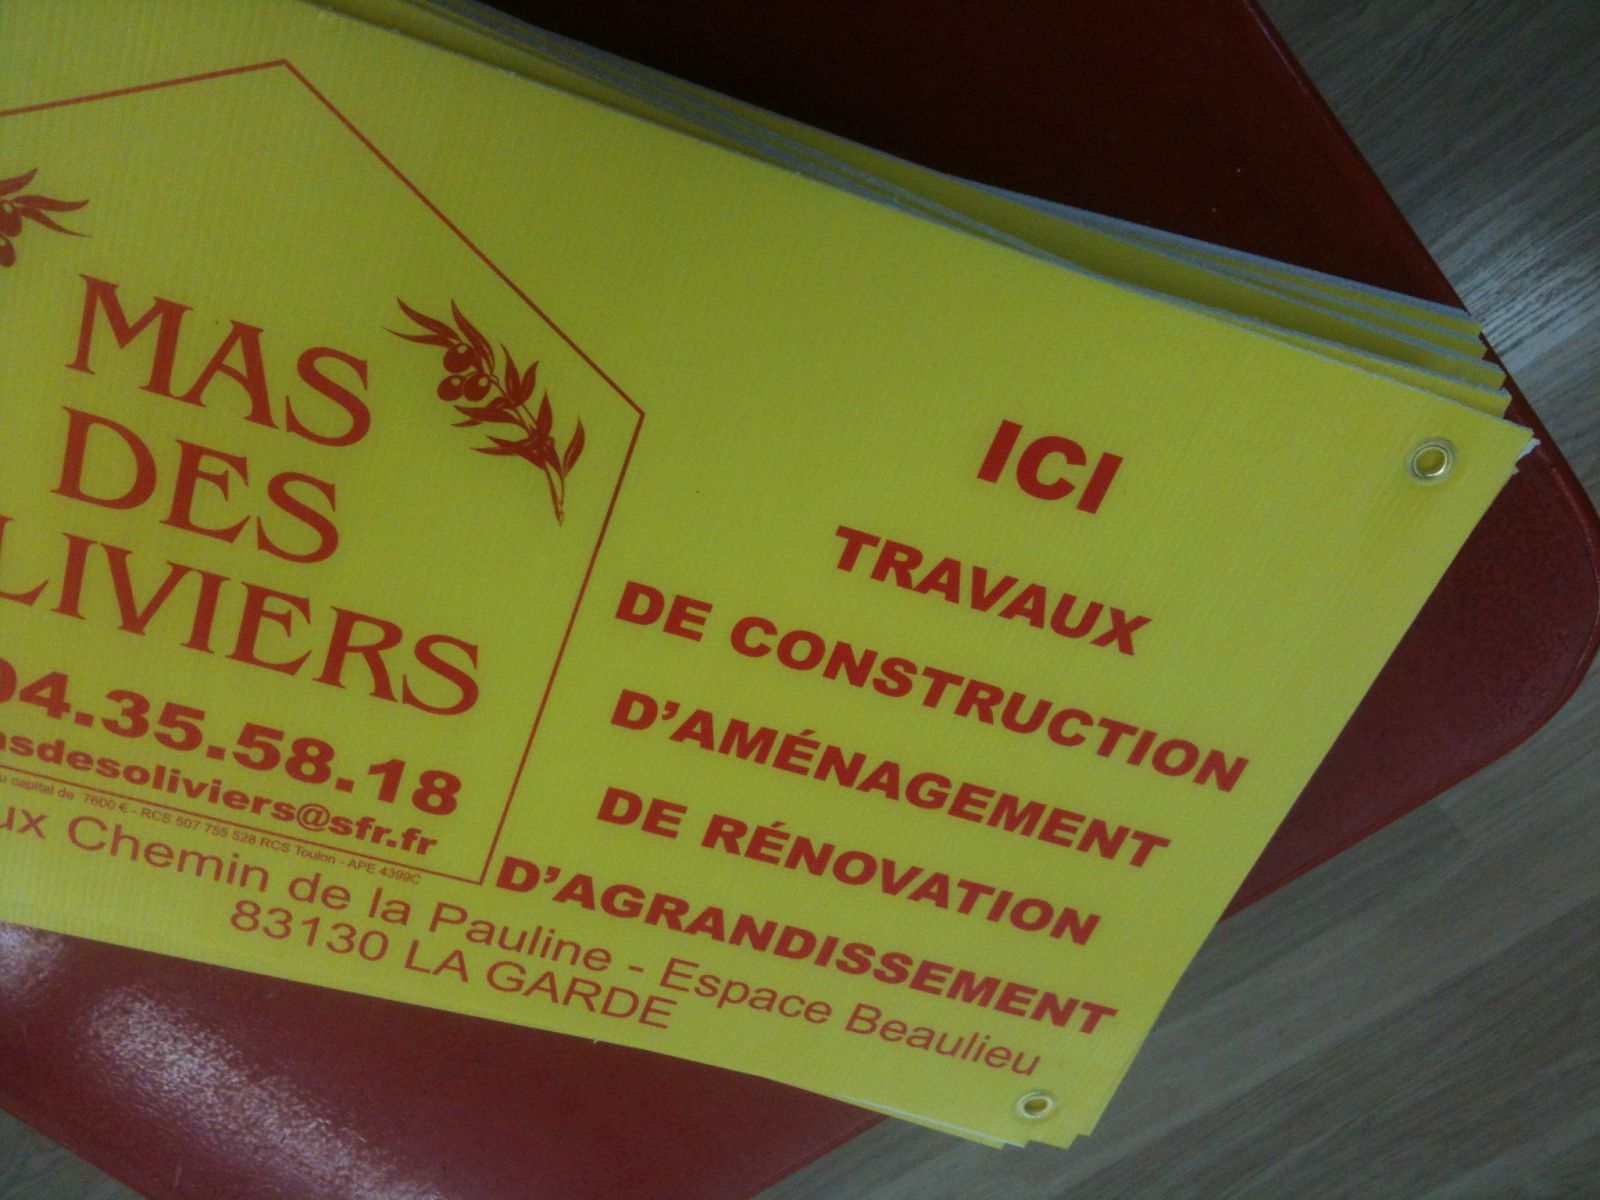 MAS
DES
LIVIERS
04.35.58.18
asdesoliviers@sfr.fr
capital de 7600 € - RCS 507 755 528 RCS Toulon - APE 4399C
ux Chemin de la Pauline - Espace Beaulieu
83130 LA GARDE
ICI
TRAVAUX
DE CONSTRUCTION
D'AMÉNAGEMENT
DE RÉNOVATION
D'AGRANDISSEMENT